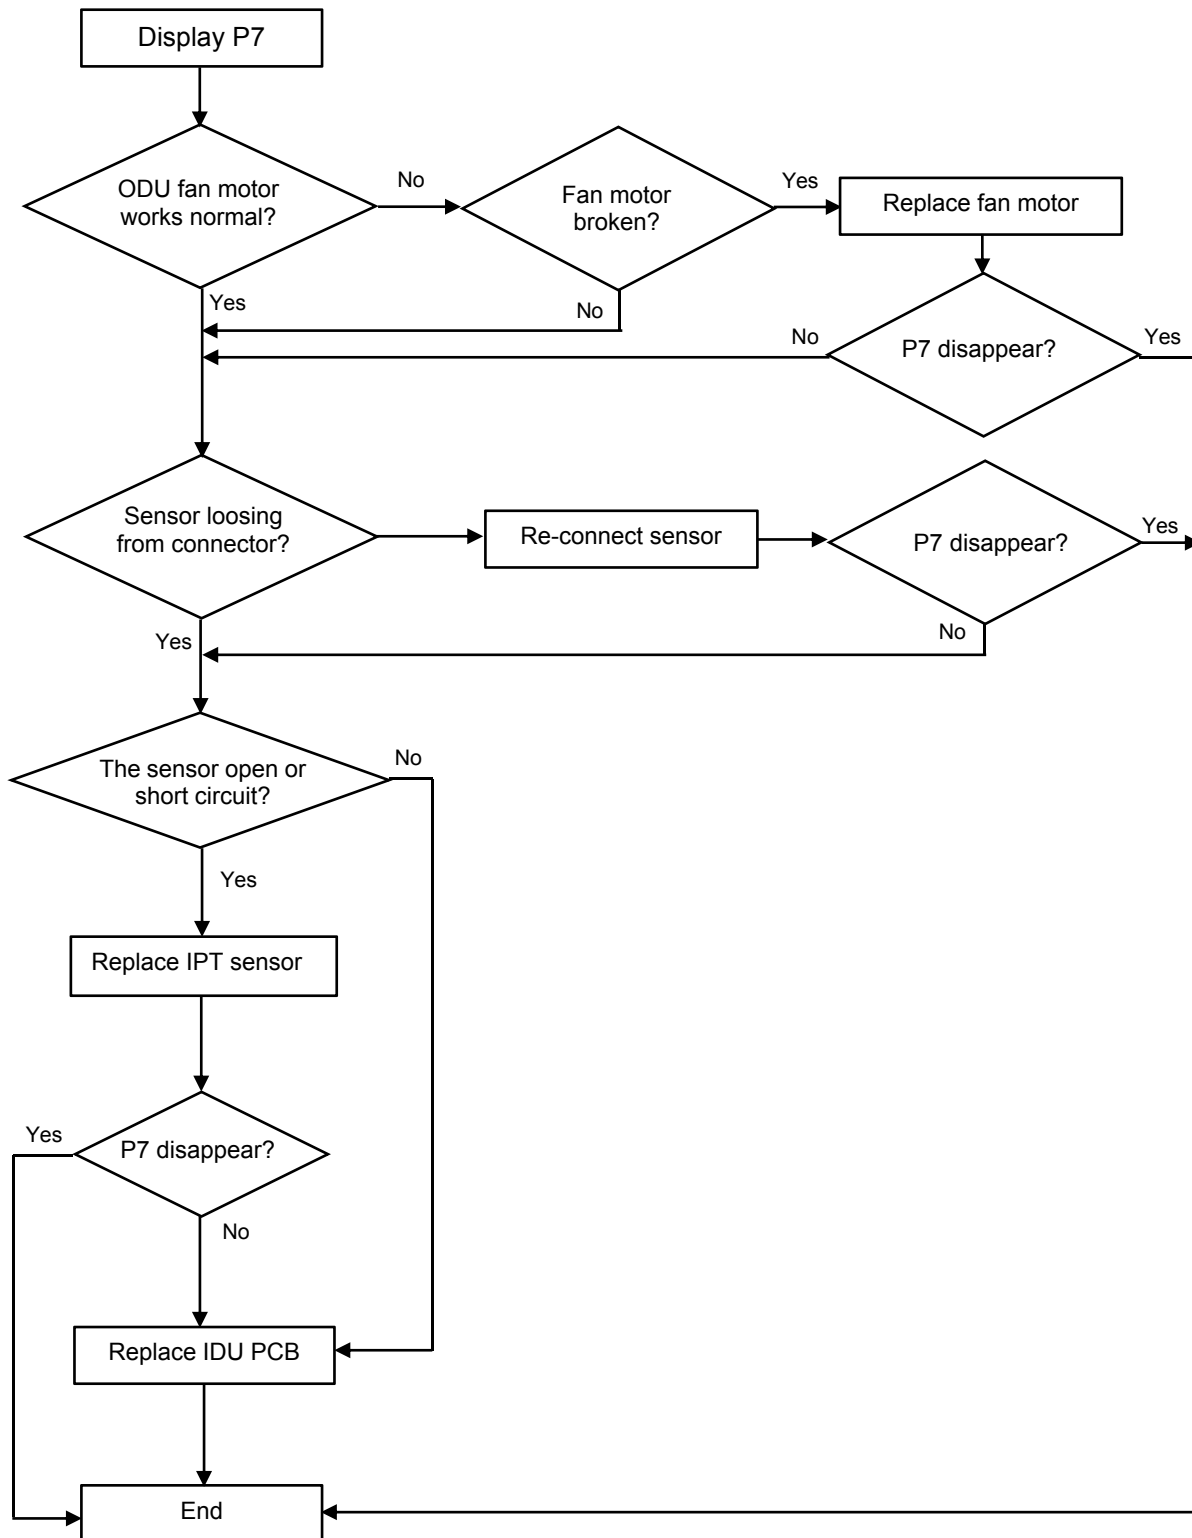 Display P7
ODU fan motor
works normal?
No
Fan motor
broken?
Yes
Replace fan motor
Yes
No
No
P7 disappear?
Yes
Sensor loosing
from connector?
Re-connect sensor
P7 disappear?
Yes
Yes
No
The sensor open or
short circuit?
No
Yes
Replace IPT sensor
Yes
P7 disappear?
No
Replace IDU PCB
End